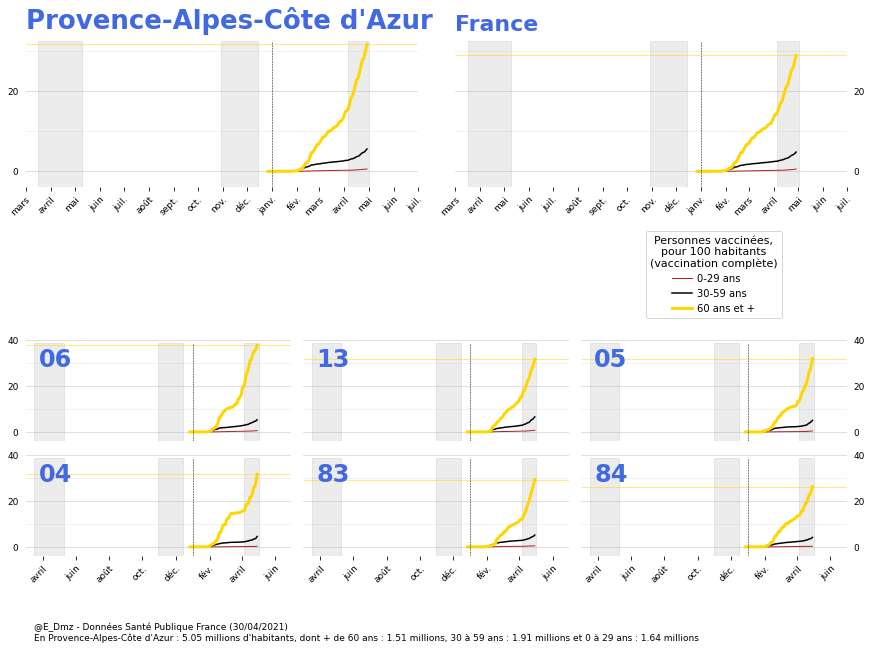 Provence-Alpes-Côte d'Azur
France
20
0
20
0
mars avril mai juin juil. août sept. oct. nov. déc. janv. fév. mars avril mai juin juil.
mars avril mai juin juil. août sept. oct. nov. déc. janv. fév. mars avril mai juin juil.
Personnes vaccinées,
pour 100 habitants
(vaccination complète)
0-29 ans
30-59 ans
60 ans et +
40
20
0
06
13
05
40
20
0
40
20
0
04
83
84
40
20
0
avril juin août oct. déc. fév. avril juin
avril juin août oct. déc. fév. avril juin
avril juin août oct. déc. fév. avril juin
@E_Dmz - Données Santé Publique France (30/04/2021)
En Provence-Alpes-Côte d'Azur : 5.05 millions d'habitants, dont + de 60 ans : 1.51 millions, 30 à 59 ans : 1.91 millions et 0 à 29 ans : 1.64 millions